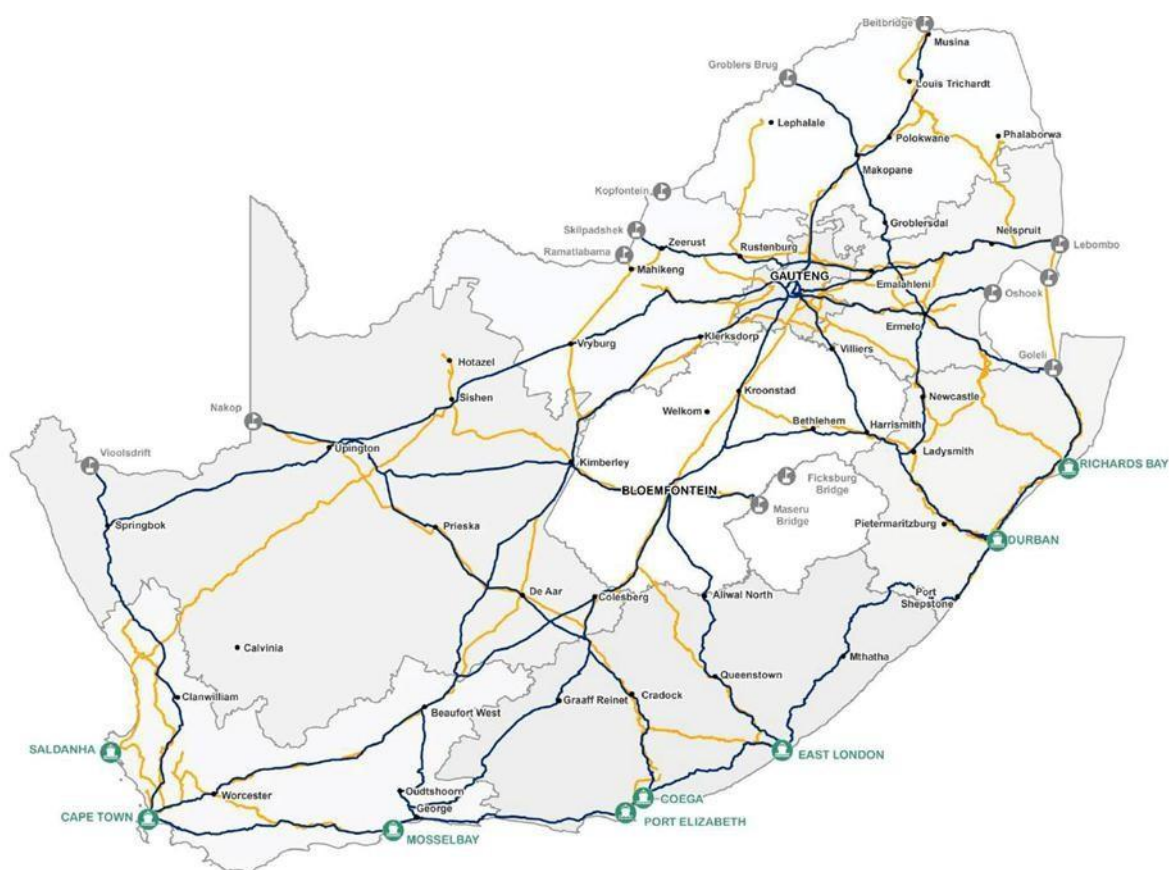 Beitbridge
Musina
Groblers Brug
Louis Trichardt
Lephalale
Polokwane
Phalaborwa
Makopane
Kopfontein
Groblersdal
Skilpadshek
Zeerust
Rustenburg
Nelspruit
Lebombo
Ramatlabama
Mahikeng
GAUTENG
Emalahleni
Oshoek
Ermelo
Klerksdorp
Vryburg
Villiers
Goleli
Hotazel
Sishen
Kroonstad
Newcastle
Nakop
Welkom
Bethlehem
Harrismith
Upington
Ladysmith
Vioolsdrift
Kimberley
RICHARDS BAY
BLOEMFONTEIN
Ficksburg
Bridge
Maseru
Bridge
Springbok
Prieska
Pietermaritzburg
DURBAN
De Aar
Colesberg
Aliwal North
Port
Shepstone
Calvinia
Mthatha
Queenstown
Clanwilliam
Graaff Reinet
Cradock
Beaufort West
SALDANHA
EAST LONDON
Worcester
Oudtshoorn
COEGA
George
CAPE TOWN
PORT ELIZABETH
MOSSELBAY